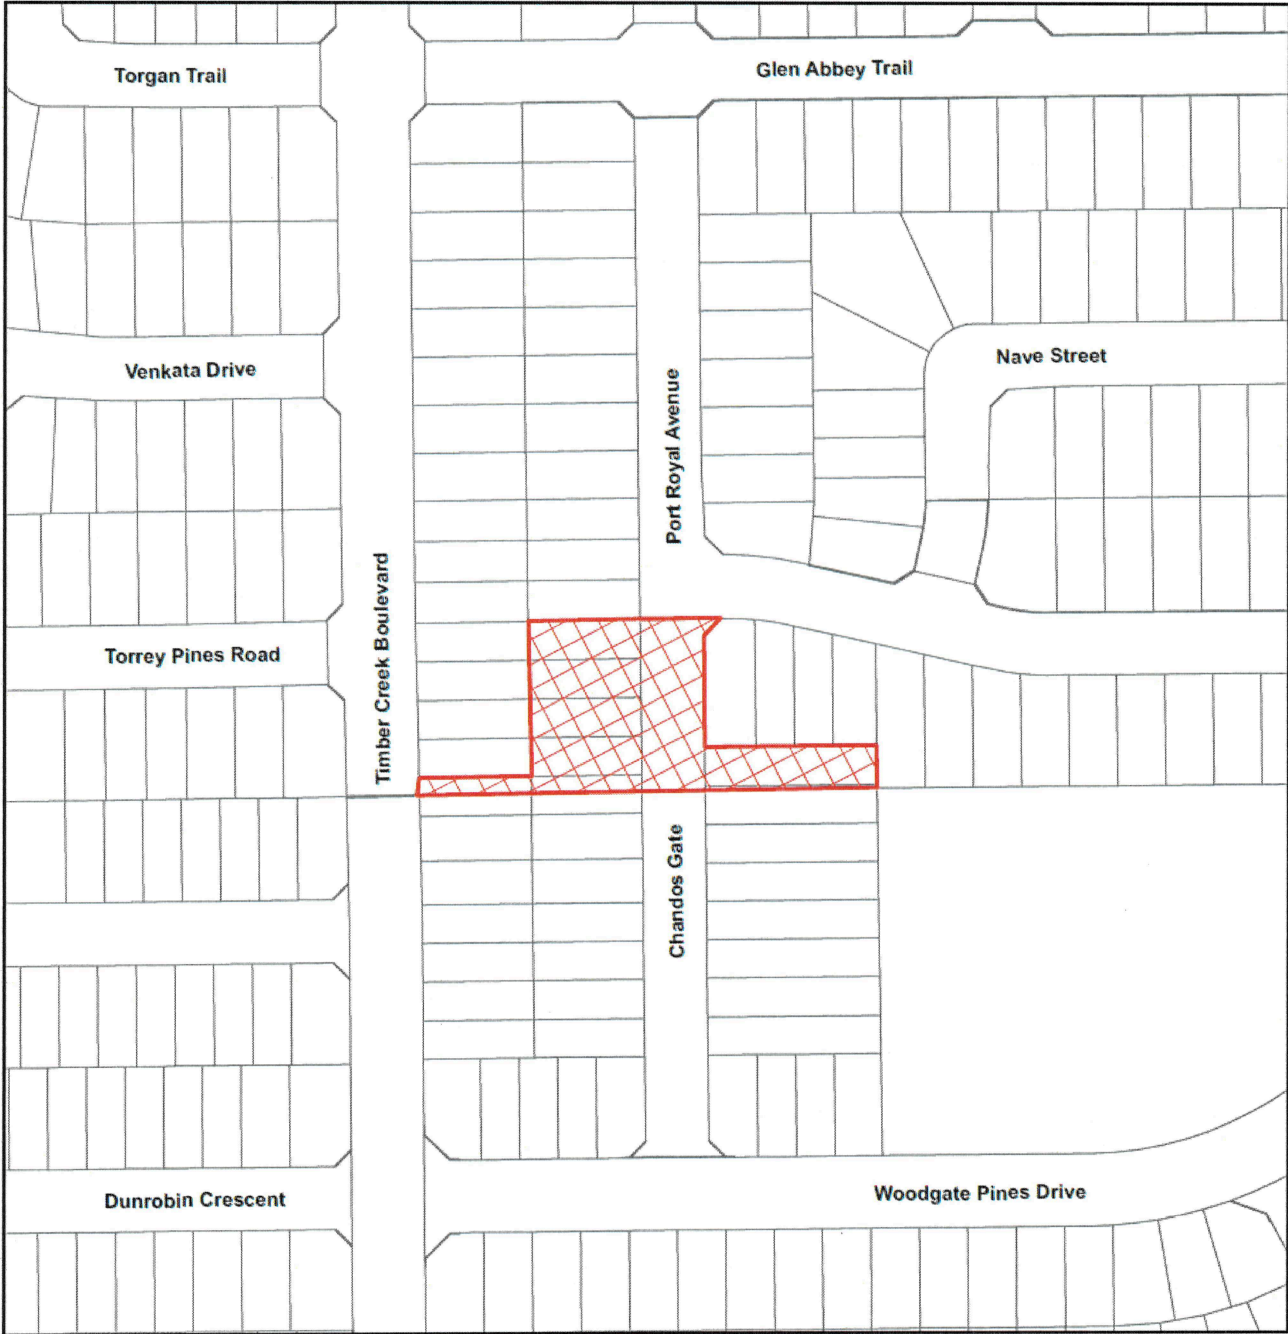 Torgan Trail
Glen Abbey Trail
Venkata Drive
Nave Street
Port Royal Avenue
Timber Creek Boulevard
Torrey Pines Road
Chandos Gate
Dunrobin Crescent
Woodgate Pines Drive